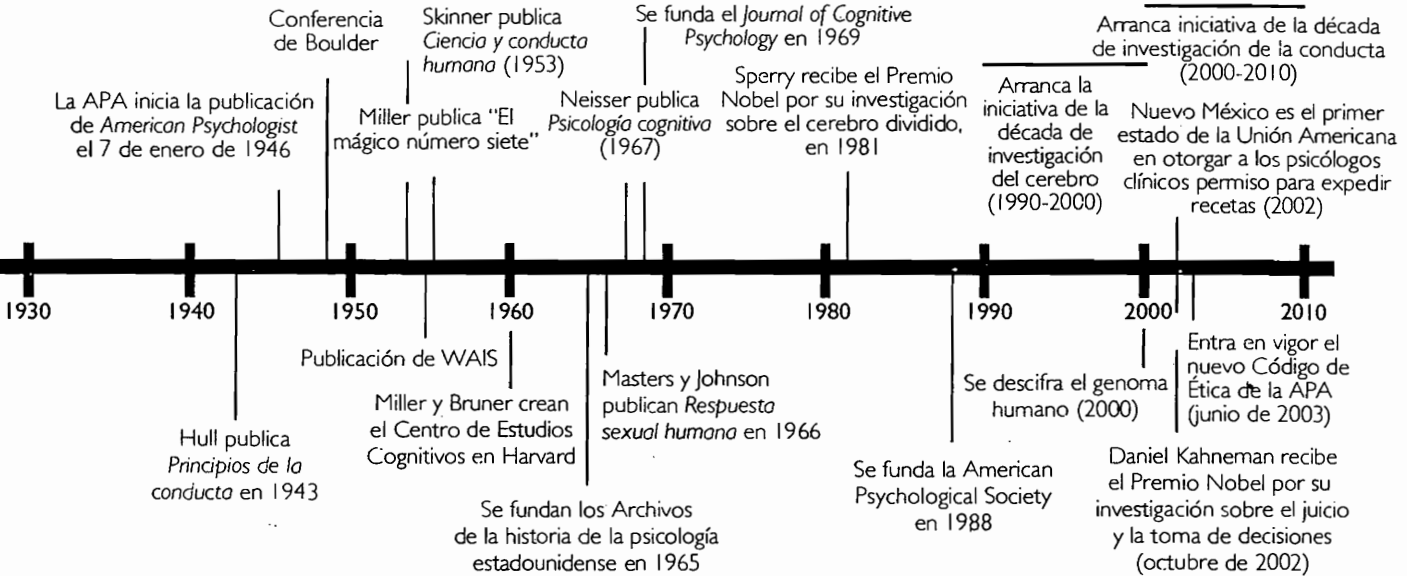 Conferencia
de Boulder
Skinner publica
Ciencia y conducta
humana (1953)
Se funda el Journal of Cognitive
Psychology en 1969
Arranca iniciativa de la década
de investigación de la conducta
(2000-2010)
La APA inicia la publicación
de American Psychologist
el 7 de enero de 1946
Miller publica "El
mágico número siete"
Neisser publica
Psicología cognitiva
(1967)
Sperry recibe el Premio
Nobel por su investigación
sobre el cerebro dividido,
en 1981
Arranca la
iniciativa de la
década de
investigación
del cerebro
(1990-2000)
Nuevo México es el primer
estado de la Unión Americana
en otorgar a los psicólogos
clínicos permiso para expedir
recetas (2002)
1930
1940
1950
1960
1970
1980
1990
2000
2010
Hull publica
Principios de la
conducta en 1943
Publicación de WAIS
Miller y Bruner crean
el Centro de Estudios
Cognitivos en Harvard
Se fundan los Archivos
de la historia de la psicología
estadounidense en 1965
Masters y Johnson
publican Respuesta
sexual humana en 1966
Se funda la American
Psychological Society
en 1988
Se descifra el genoma
humano (2000)
Entra en vigor el
nuevo Código de
Ética de la APA
(junio de 2003)
Daniel Kahneman recibe
el Premio Nobel por su
investigación sobre el juicio
y la toma de decisiones
(octubre de 2002)